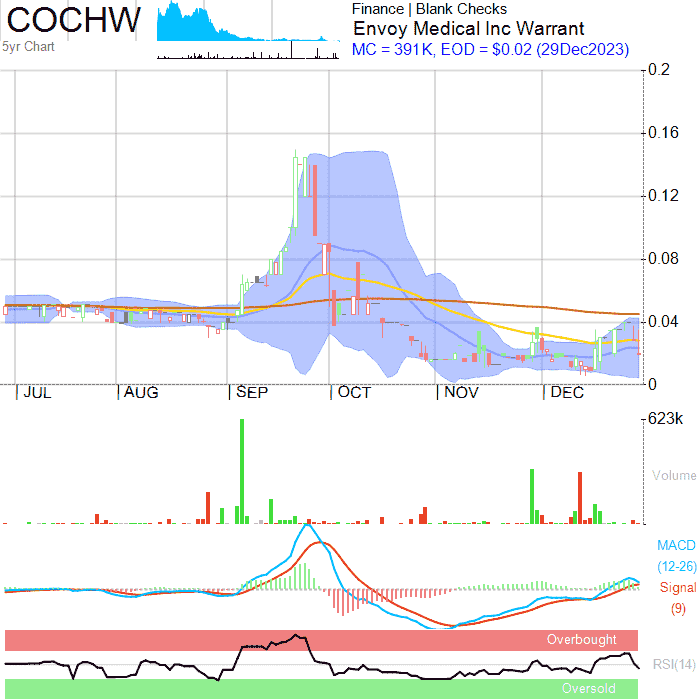 COCHW
5yr Chart
Finance | Blank Checks
Envoy Medical Inc Warrant
MC = 391K, EOD = $0.02 (29Dec2023)
0.2
0.16
0.12
0.08
0.04
0
JUL AUG SEP OCT NOV DEC
623k
Volume
MACD
(12-26)
Signal
(9)
Overbought
RSI(14)
Oversold